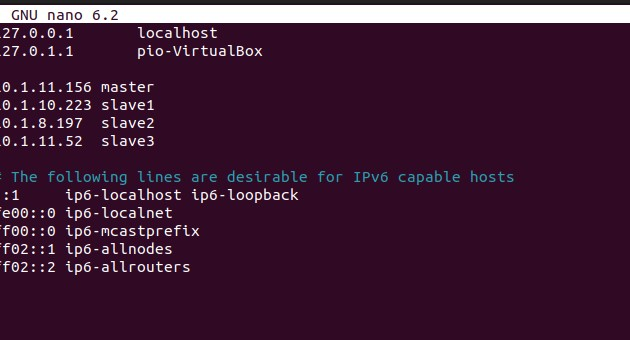 GNU nano 6.2
27.0.0.1 localhost
27.0.1.1 pio-VirtualBox
0.1.11.156 master
0.1.10.223 slave1
0.1.8.197 slave2
0.1.11.52 slave3
# The following lines are desirable for IPv6 capable hosts
::1 ip6-localhost ip6-loopback
fe00::0 ip6-localnet
ff00::0 ip6-mcastprefix
ff02::1 ip6-allnodes
ff02::2 ip6-allrouters